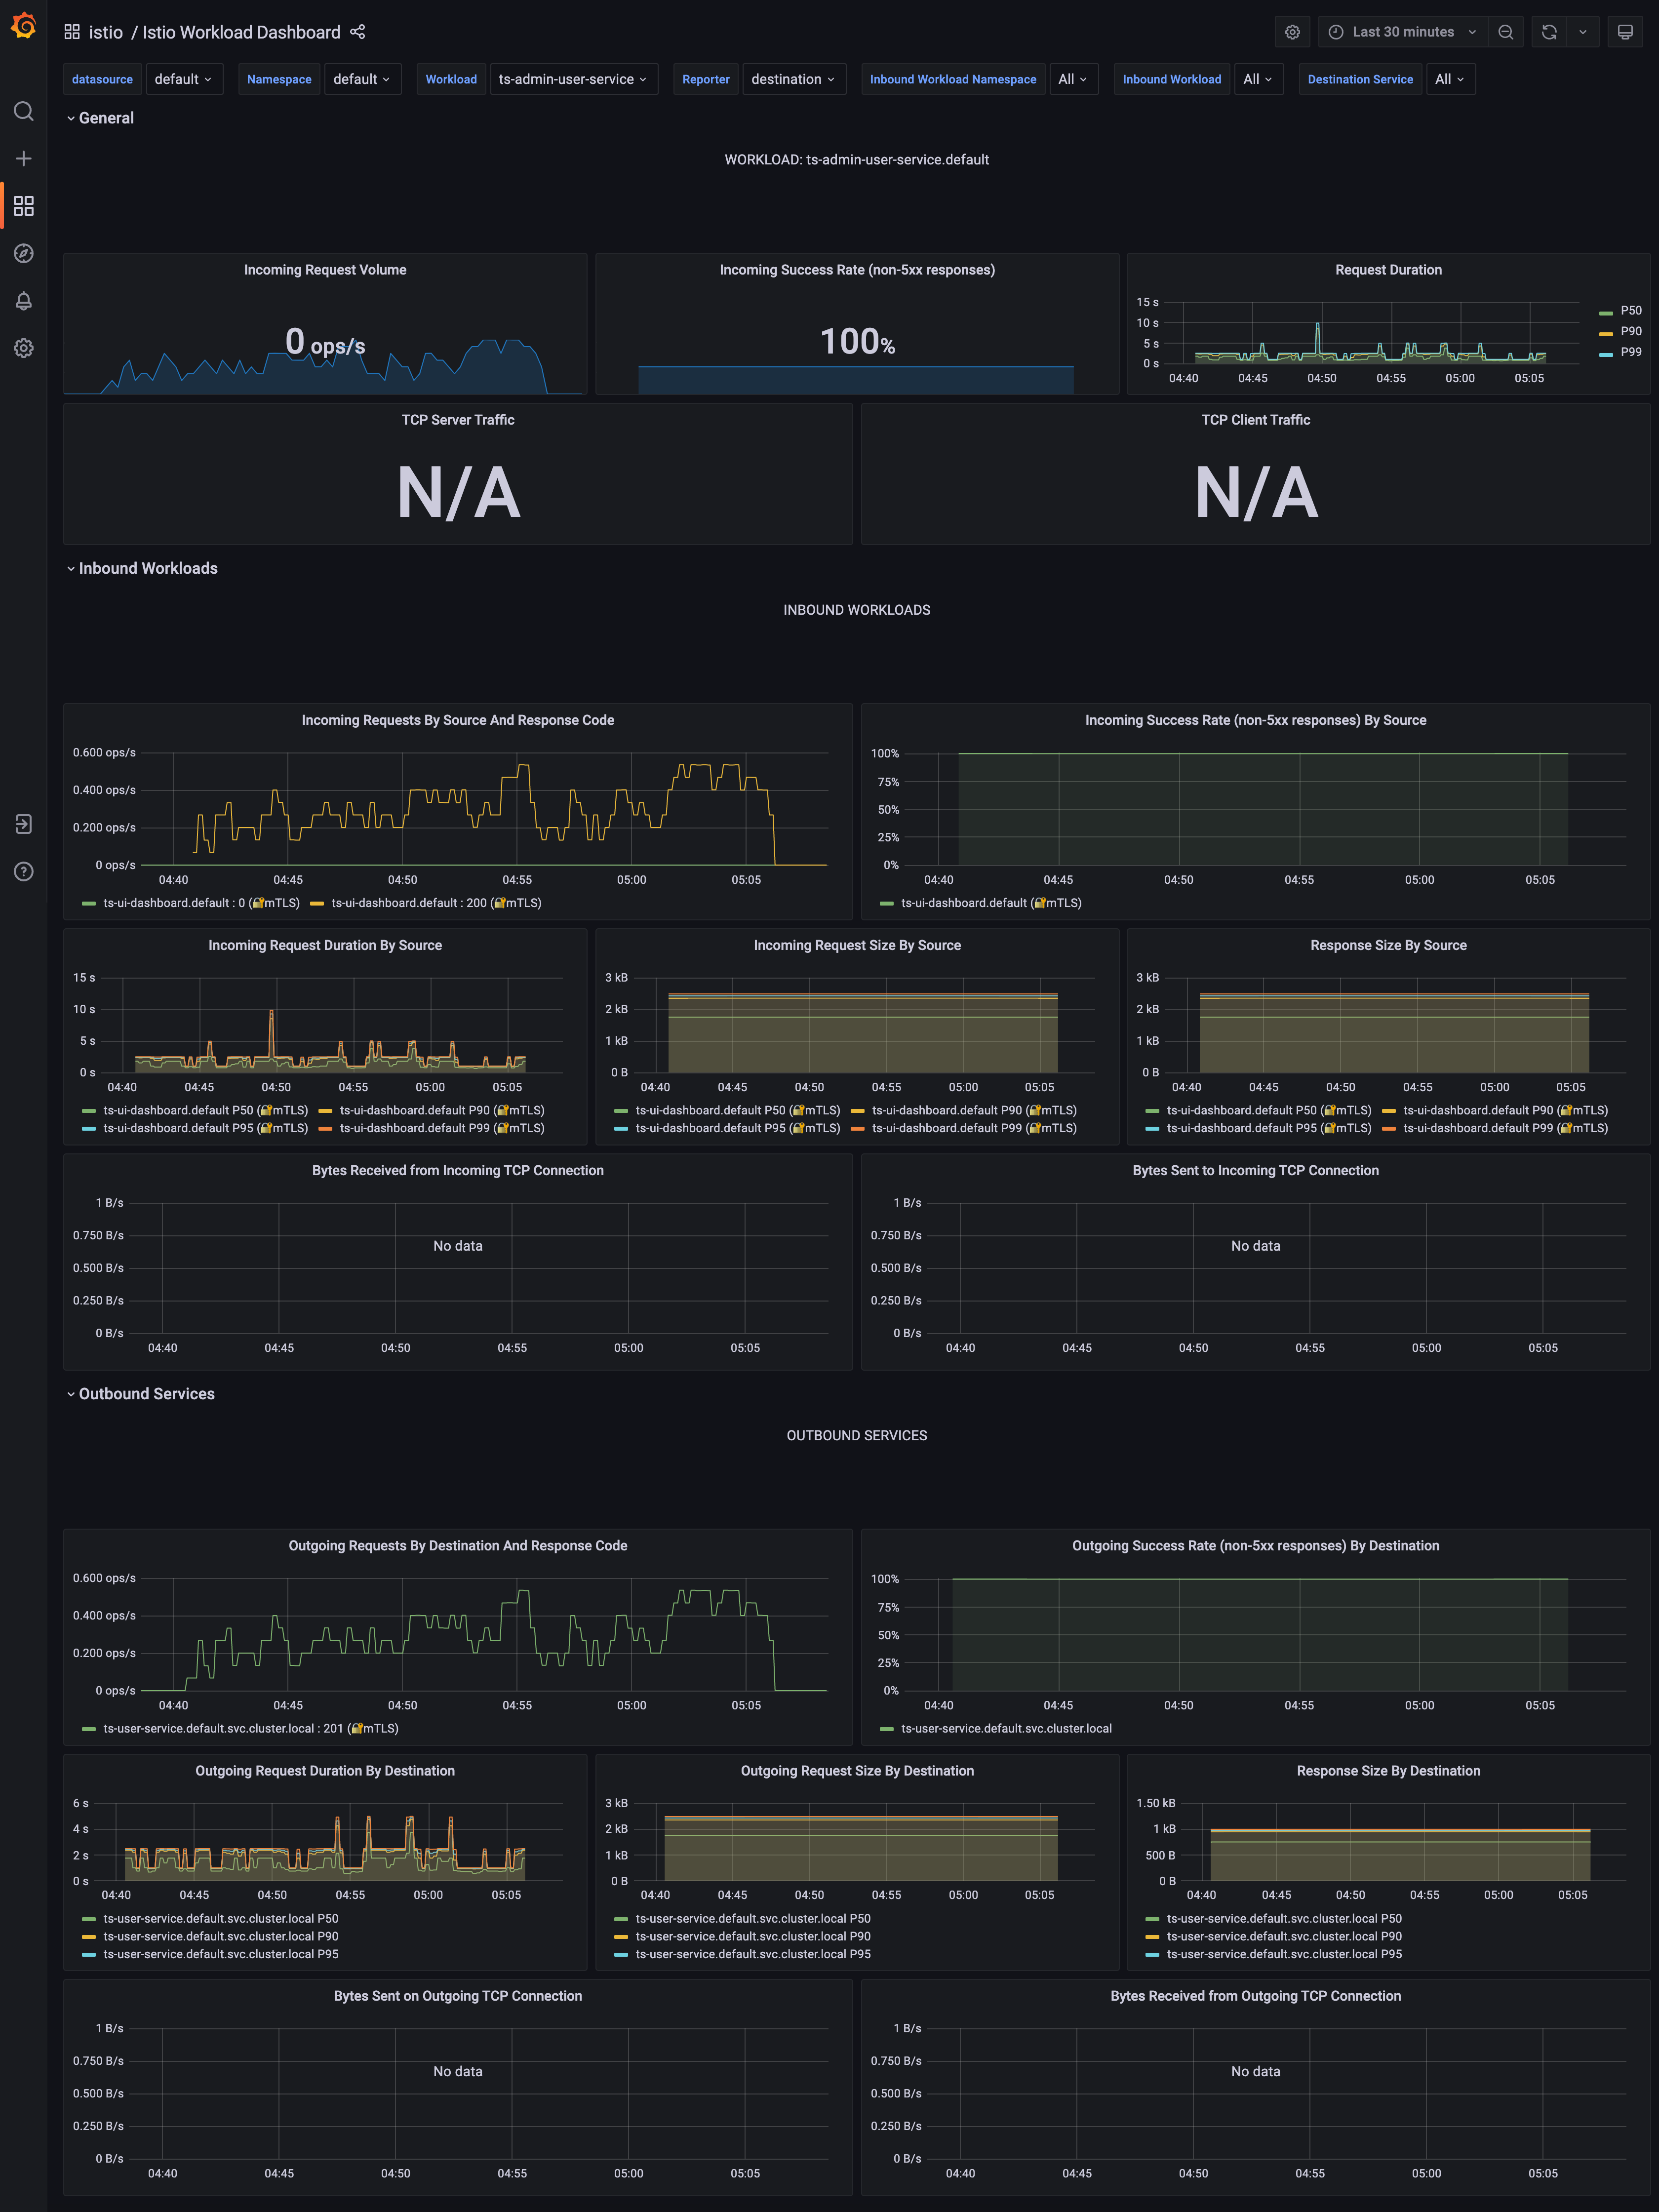 istio / Istio Workload Dashboard
Last 30 minutes
datasource default Namespace default Workload ts-admin-user-service Reporter destination Inbound Workload Namespace All Inbound Workload All Destination Service All
General
WORKLOAD: ts-admin-user-service.default
Incoming Request Volume
0 ops/s
Incoming Success Rate (non-5xx responses)
100%
Request Duration
15 s
10 s
5 s
0 s
04:40 04:45 04:50 04:55 05:00 05:05
P50
P90
P99
TCP Server Traffic
N/A
TCP Client Traffic
N/A
Inbound Workloads
INBOUND WORKLOADS
Incoming Requests By Source And Response Code
0.600 ops/s
0.400 ops/s
0.200 ops/s
0 ops/s
04:40 04:45 04:50 04:55 05:00 05:05
ts-ui-dashboard.default : 0 (🔐mTLS) ts-ui-dashboard.default : 200 (🔐mTLS)
Incoming Success Rate (non-5xx responses) By Source
100%
75%
50%
25%
0%
04:40 04:45 04:50 04:55 05:00 05:05
ts-ui-dashboard.default (🔐mTLS)
Incoming Request Duration By Source
15 s
10 s
5 s
0 s
04:40 04:45 04:50 04:55 05:00 05:05
ts-ui-dashboard.default P50 (🔐mTLS) ts-ui-dashboard.default P90 (🔐mTLS)
ts-ui-dashboard.default P95 (🔐mTLS) ts-ui-dashboard.default P99 (🔐mTLS)
Incoming Request Size By Source
3 kB
2 kB
1 kB
0 B
04:40 04:45 04:50 04:55 05:00 05:05
ts-ui-dashboard.default P50 (🔐mTLS) ts-ui-dashboard.default P90 (🔐mTLS)
ts-ui-dashboard.default P95 (🔐mTLS) ts-ui-dashboard.default P99 (🔐mTLS)
Response Size By Source
3 kB
2 kB
1 kB
0 B
04:40 04:45 04:50 04:55 05:00 05:05
ts-ui-dashboard.default P50 (🔐mTLS) ts-ui-dashboard.default P90 (🔐mTLS)
ts-ui-dashboard.default P95 (🔐mTLS) ts-ui-dashboard.default P99 (🔐mTLS)
Bytes Received from Incoming TCP Connection
1 B/s
0.750 B/s
No data
0.500 B/s
0.250 B/s
0 B/s
04:40 04:45 04:50 04:55 05:00 05:05
Bytes Sent to Incoming TCP Connection
1 B/s
0.750 B/s
No data
0.500 B/s
0.250 B/s
0 B/s
04:40 04:45 04:50 04:55 05:00 05:05
Outbound Services
OUTBOUND SERVICES
Outgoing Requests By Destination And Response Code
0.600 ops/s
0.400 ops/s
0.200 ops/s
0 ops/s
04:40 04:45 04:50 04:55 05:00 05:05
ts-user-service.default.svc.cluster.local : 201 (🔐mTLS)
Outgoing Success Rate (non-5xx responses) By Destination
100%
75%
50%
25%
0%
04:40 04:45 04:50 04:55 05:00 05:05
ts-user-service.default.svc.cluster.local
Outgoing Request Duration By Destination
6 s
4 s
2 s
0 s
04:40 04:45 04:50 04:55 05:00 05:05
ts-user-service.default.svc.cluster.local P50
ts-user-service.default.svc.cluster.local P90
ts-user-service.default.svc.cluster.local P95
Outgoing Request Size By Destination
3 kB
2 kB
1 kB
0 B
04:40 04:45 04:50 04:55 05:00 05:05
ts-user-service.default.svc.cluster.local P50
ts-user-service.default.svc.cluster.local P90
ts-user-service.default.svc.cluster.local P95
Response Size By Destination
1.50 kB
1 kB
500 B
0 B
04:40 04:45 04:50 04:55 05:00 05:05
ts-user-service.default.svc.cluster.local P50
ts-user-service.default.svc.cluster.local P90
ts-user-service.default.svc.cluster.local P95
Bytes Sent on Outgoing TCP Connection
1 B/s
0.750 B/s
No data
0.500 B/s
0.250 B/s
0 B/s
04:40 04:45 04:50 04:55 05:00 05:05
Bytes Received from Outgoing TCP Connection
1 B/s
0.750 B/s
No data
0.500 B/s
0.250 B/s
0 B/s
04:40 04:45 04:50 04:55 05:00 05:05